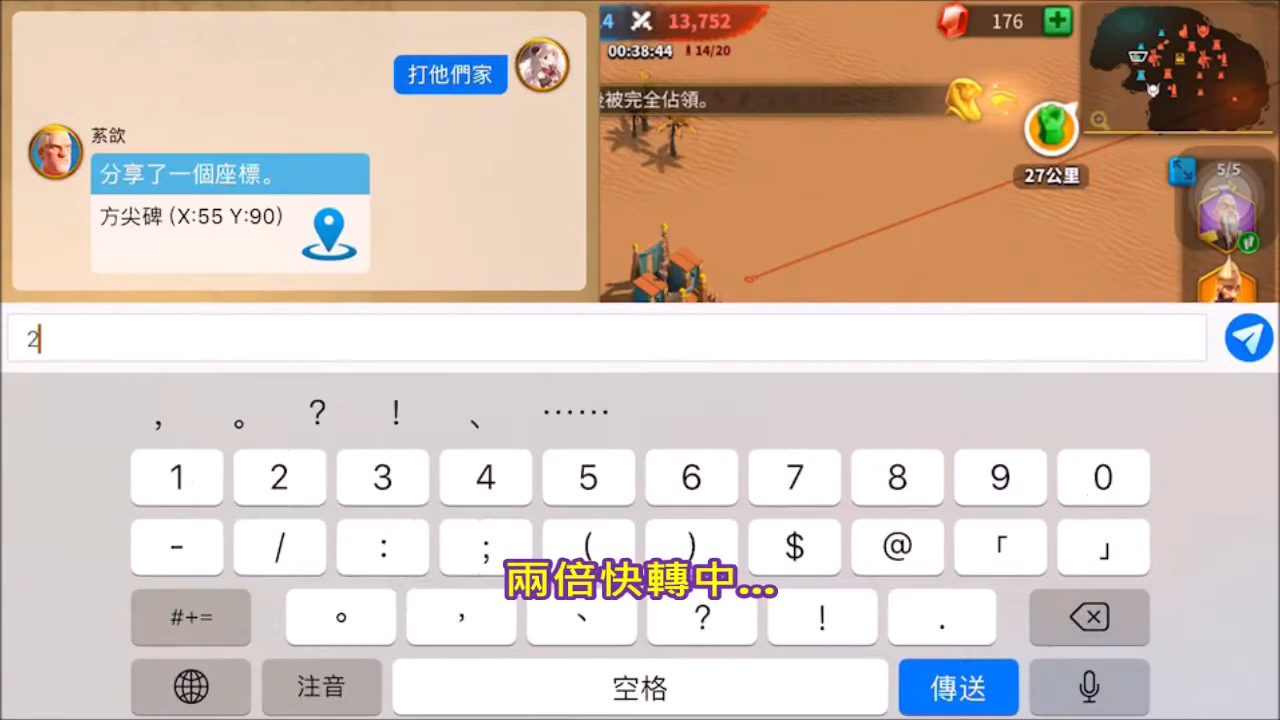 打他們家
分享了一個座標。
方尖碑 (X:55 Y:90)
4 13,752
00:38:44 14/20
被完全佔領。
176
27公里
5/5
2
， 。 ? ! 、 ……
1 2 3 4 5 6 7 8 9 0
- / : ; ( ) $ @ 「 」
兩倍快轉中...
#+= 。 ， 、 ? ! .
注音 空格 傳送